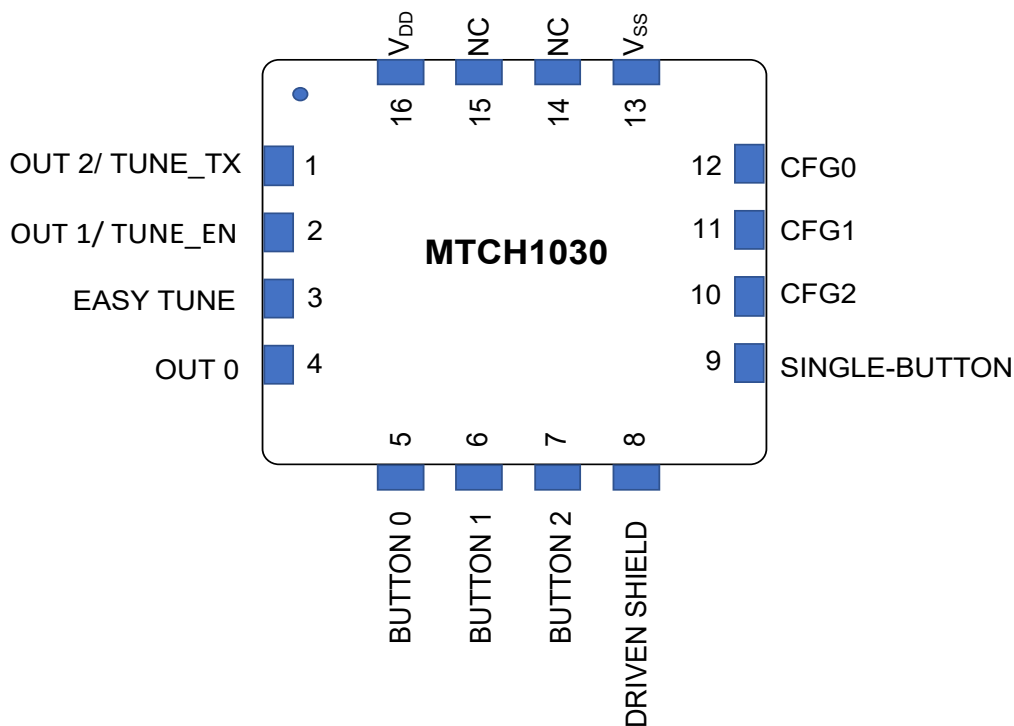 V_DD NC NC V_SS
16 15 14 13
OUT 2/ TUNE_TX 1
OUT 1/ TUNE_EN 2
EASY TUNE 3
OUT 0 4
MTCH1030
12 CFG0
11 CFG1
10 CFG2
9 SINGLE-BUTTON
5 6 7 8
BUTTON 0
BUTTON 1
BUTTON 2
DRIVEN SHIELD